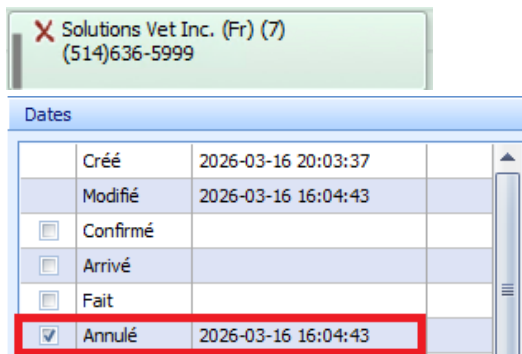 Solutions Vet Inc. (Fr) (7)
(514)636-5999
Dates
Créé 2026-03-16 20:03:37
Modifié 2026-03-16 16:04:43
Confirmé
Arrivé
Fait
Annulé 2026-03-16 16:04:43